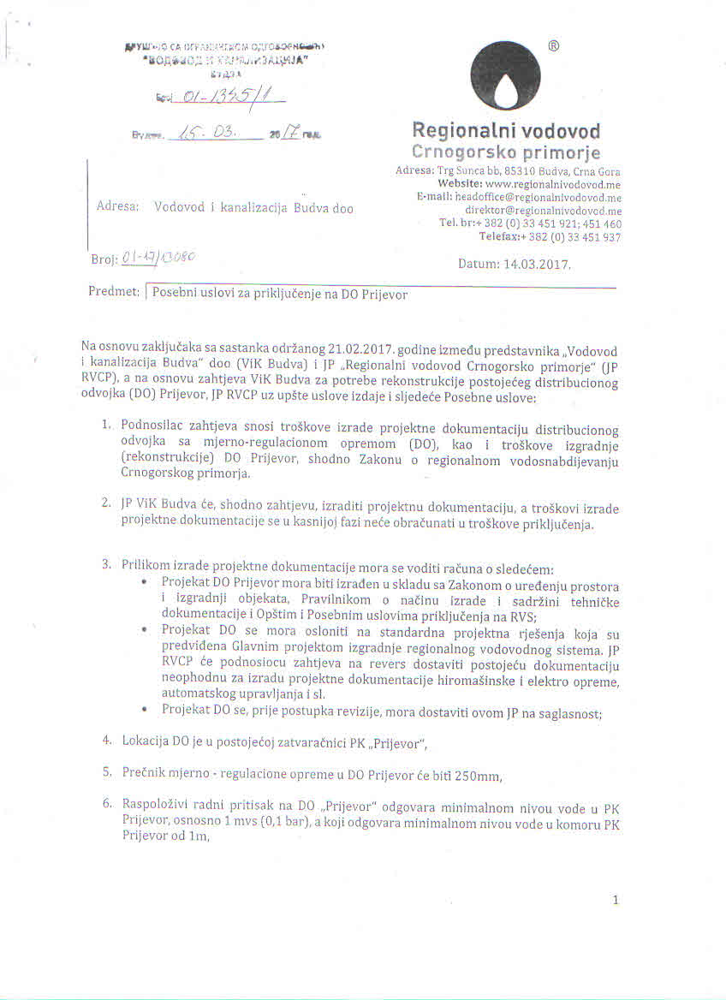 ДРУШТВО СА ОГРАНИЧЕНОМ ОДГОВОРНОШЋУ
"ВОДОВОД И КАНАЛИЗАЦИЈА"
БУДВА
Број 01-1345/1
Будва, 15. 03. 2017 год.
®
Regionalni vodovod
Crnogorsko primorje
Adresa: Trg Sunca bb, 85310 Budva, Crna Gora
Website: www.regionalnivodovod.me
E-mail: headoffice@regionalnivodovod.me
direktor@regionalnivodovod.me
Tel. br:+ 382 (0) 33 451 921; 451 460
Telefax:+ 382 (0) 33 451 937
Adresa: Vodovod i kanalizacija Budva doo
Broj: 01-17/13080
Datum: 14.03.2017.
Predmet: Posebni uslovi za priključenje na DO Prijevor
Na osnovu zaključaka sa sastanka održanog 21.02.2017. godine između predstavnika „Vodovod
i kanalizacija Budva" doo (ViK Budva) i JP „Regionalni vodovod Crnogorsko primorje" (JP
RVCP), a na osnovu zahtjeva ViK Budva za potrebe rekonstrukcije postojećeg distribucionog
odvojka (DO) Prijevor, JP RVCP uz upšte uslove izdaje i sljedeće Posebne uslove:
1. Podnosilac zahtjeva snosi troškove izrade projektne dokumentaciju distribucionog
odvojka sa mjerno-regulacionom opremom (DO), kao i troškove izgradnje
(rekonstrukcije) DO Prijevor, shodno Zakonu o regionalnom vodosnabdijevanju
Crnogorskog primorja.
2. JP ViK Budva će, shodno zahtjevu, izraditi projektnu dokumentaciju, a troškovi izrade
projektne dokumentacije se u kasnijoj fazi neće obračunati u troškove priključenja.
3. Prilikom izrade projektne dokumentacije mora se voditi računa o sledećem:
• Projekat DO Prijevor mora biti izrađen u skladu sa Zakonom o uređenju prostora
i izgradnji objekata, Pravilnikom o načinu izrade i sadržini tehničke
dokumentacije i Opštim i Posebnim uslovima priključenja na RVS;
• Projekat DO se mora osloniti na standardna projektna rješenja koja su
predviđena Glavnim projektom izgradnje regionalnog vodovodnog sistema. JP
RVCP će podnosiocu zahtjeva na revers dostaviti postojeću dokumentaciju
neophodnu za izradu projektne dokumentacije hiromašinske i elektro opreme,
automatskog upravljanja i sl.
• Projekat DO se, prije postupka revizije, mora dostaviti ovom JP na saglasnost;
4. Lokacija DO je u postojećoj zatvaračnici PK „Prijevor",
5. Prečnik mjerno - regulacione opreme u DO Prijevor će biti 250mm,
6. Raspoloživi radni pritisak na DO „Prijevor" odgovara minimalnom nivou vode u PK
Prijevor, osnosno 1 mvs (0,1 bar), a koji odgovara minimalnom nivou vode u komoru PK
Prijevor od 1m,
1